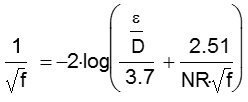 1/√f = −2·log( (ε/D)/3.7 + 2.51/(NR·√f) )